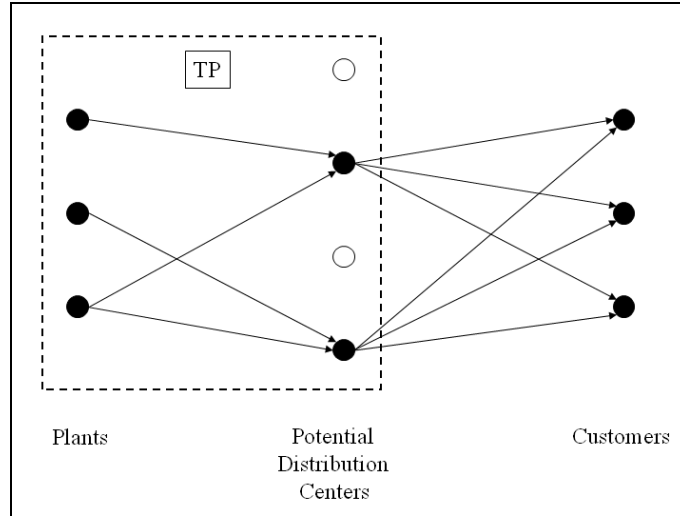 TP
Plants
Potential
Distribution
Centers
Customers